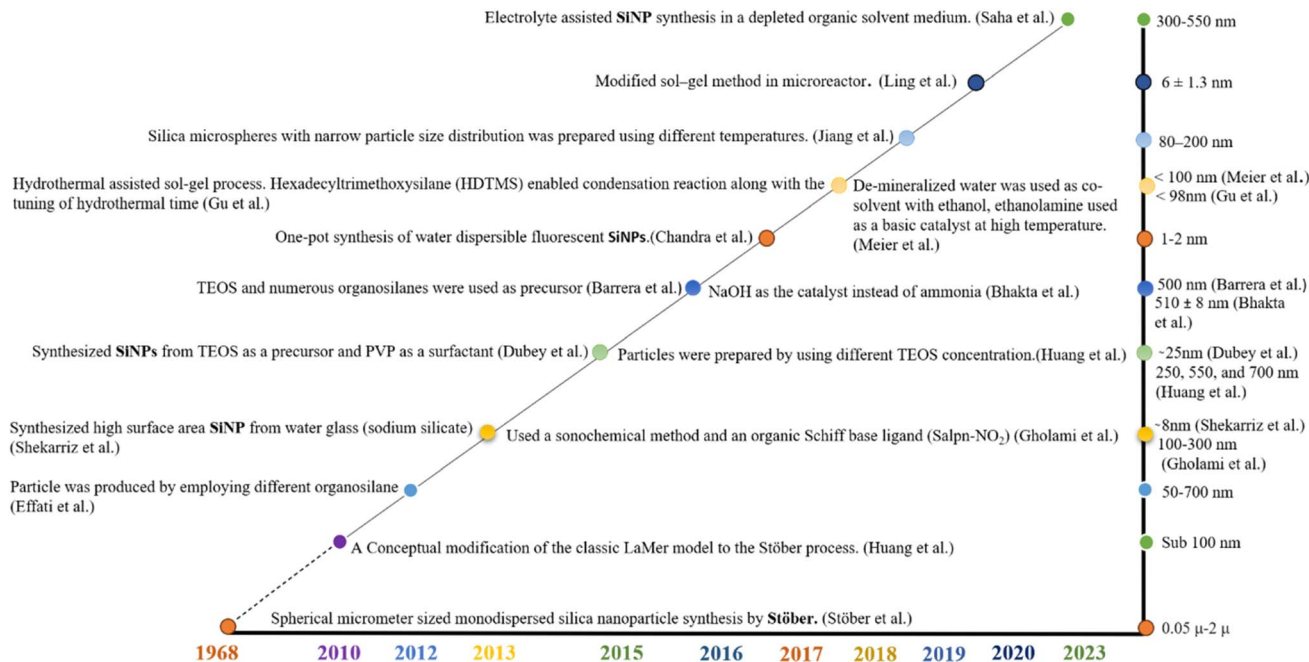 Electrolyte assisted SiNP synthesis in a depleted organic solvent medium. (Saha et al.)
300-550 nm
Modified sol–gel method in microreactor. (Ling et al.)
6 ± 1.3 nm
Silica microspheres with narrow particle size distribution was prepared using different temperatures. (Jiang et al.)
80–200 nm
Hydrothermal assisted sol-gel process. Hexadecyltrimethoxysilane (HDTMS) enabled condensation reaction along with the
tuning of hydrothermal time (Gu et al.)
De-mineralized water was used as co-
solvent with ethanol, ethanolamine used
as a basic catalyst at high temperature.
(Meier et al.)
< 100 nm (Meier et al.)
< 98nm (Gu et al.)
One-pot synthesis of water dispersible fluorescent SiNPs.(Chandra et al.)
1-2 nm
TEOS and numerous organosilanes were used as precursor (Barrera et al.)
NaOH as the catalyst instead of ammonia (Bhakta et al.)
500 nm (Barrera et al.)
510 ± 8 nm (Bhakta
et al.)
Synthesized SiNPs from TEOS as a precursor and PVP as a surfactant (Dubey et al.)
Particles were prepared by using different TEOS concentration.(Huang et al.)
~25nm (Dubey et al.)
250, 550, and 700 nm
(Huang et al.)
Synthesized high surface area SiNP from water glass (sodium silicate)
(Shekarriz et al.)
Used a sonochemical method and an organic Schiff base ligand (Salpn-NO₂) (Gholami et al.)
~8nm (Shekarriz et al.)
100-300 nm
(Gholami et al.)
Particle was produced by employing different organosilane
(Effati et al.)
50-700 nm
A Conceptual modification of the classic LaMer model to the Stöber process. (Huang et al.)
Sub 100 nm
Spherical micrometer sized monodispersed silica nanoparticle synthesis by Stöber. (Stöber et al.)
0.05 μ-2 μ
1968 2010 2012 2013 2015 2016 2017 2018 2019 2020 2023